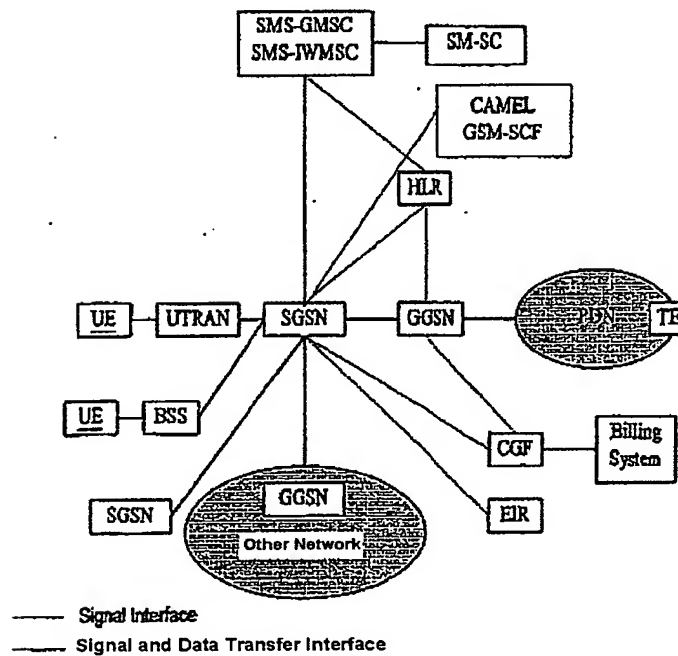 SMS-GMSC
SMS-IWMSC
SM-SC
CAMEL
GSM-SCF
HLR
UE
UTRAN
SGSN
GGSN
PDN
TE
UE
BSS
CGF
Billing
System
SGSN
GGSN
EIR
Other Network
Signal Interface
Signal and Data Transfer Interface